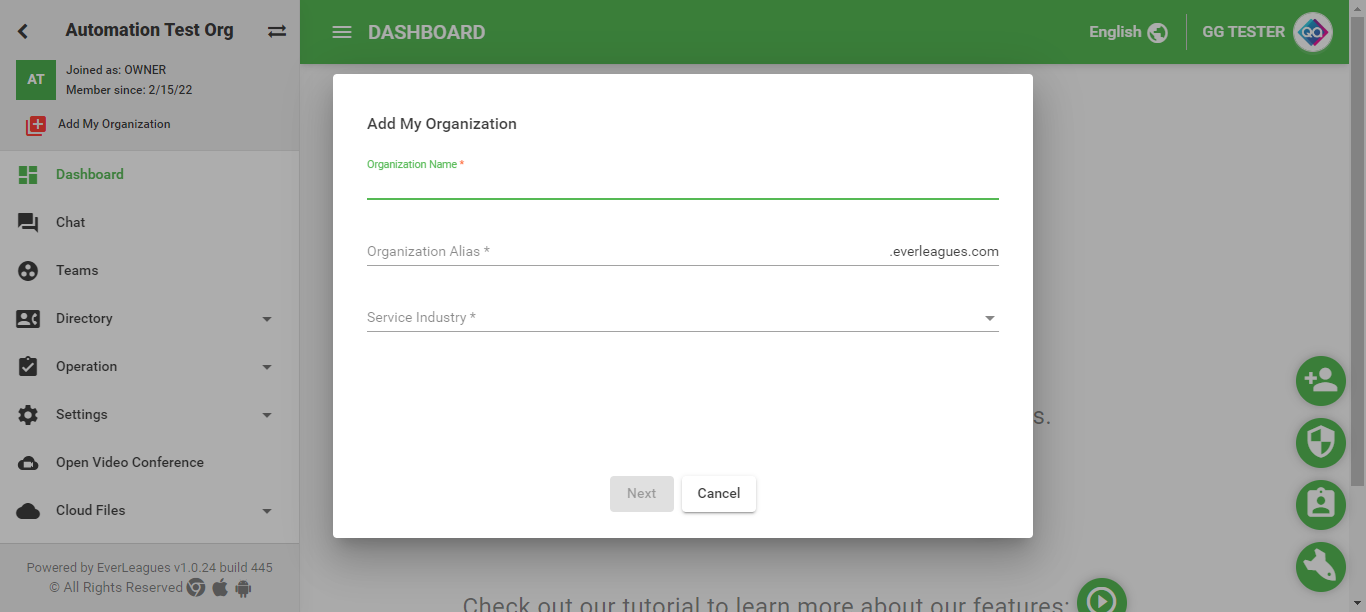 Automation Test Org
AT
Joined as: OWNER
Member since: 2/15/22
Add My Organization
Dashboard
Chat
Teams
Directory
Operation
Settings
Open Video Conference
Cloud Files
Powered by EverLeagues v1.0.24 build 445
© All Rights Reserved
DASHBOARD
English
GG TESTER
QA
Add My Organization
Organization Name *
Organization Alias *
.everleagues.com
Service Industry *
Next
Cancel
s.
Check out our tutorial to learn more about our features: